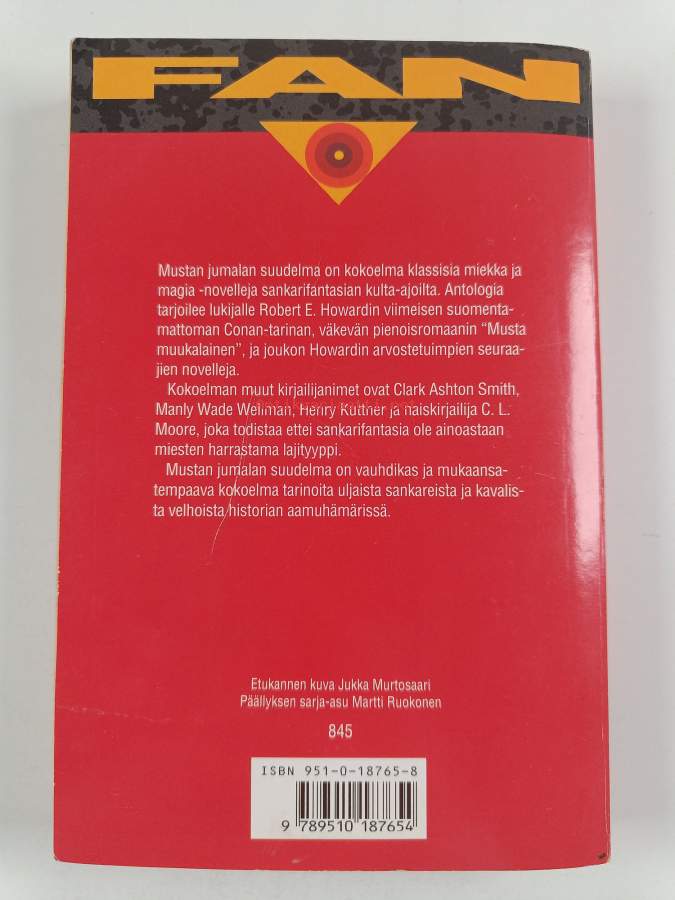 FAN
Mustan jumalan suudelma on kokoelma klassisia miekka ja
magia -novelleja sankarifantasian kulta-ajoilta. Antologia
tarjoilee lukijalle Robert E. Howardin viimeisen suomenta-
mattoman Conan-tarinan, väkevän pienoisromaanin “Musta
muukalainen”, ja joukon Howardin arvostetuimpien seuraa-
jien novelleja.
Kokoelman muut kirjailijanimet ovat Clark Ashton Smith,
Manly Wade Wellman, Henry Kuttner ja naiskirjailija C. L.
Moore, joka todistaa ettei sankarifantasia ole ainoastaan
miesten harrastama lajityyppi.
Mustan jumalan suudelma on vauhdikas ja mukaansa-
tempaava kokoelma tarinoita uljaista sankareista ja kavalis-
ta velhoista historian aamuhämärissä.
Etukannen kuva Jukka Murtosaari
Päällyksen sarja-asu Martti Ruokonen
845
ISBN 951-0-18765-8
9 789510 187654